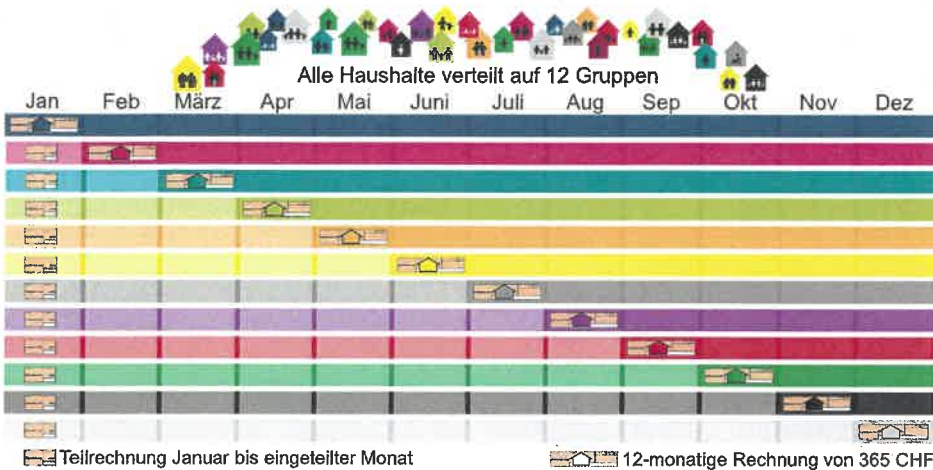 Alle Haushalte verteilt auf 12 Gruppen
Jan Feb März Apr Mai Juni Juli Aug Sep Okt Nov Dez
Teilrechnung Januar bis eingeteilter Monat
12-monatige Rechnung von 365 CHF